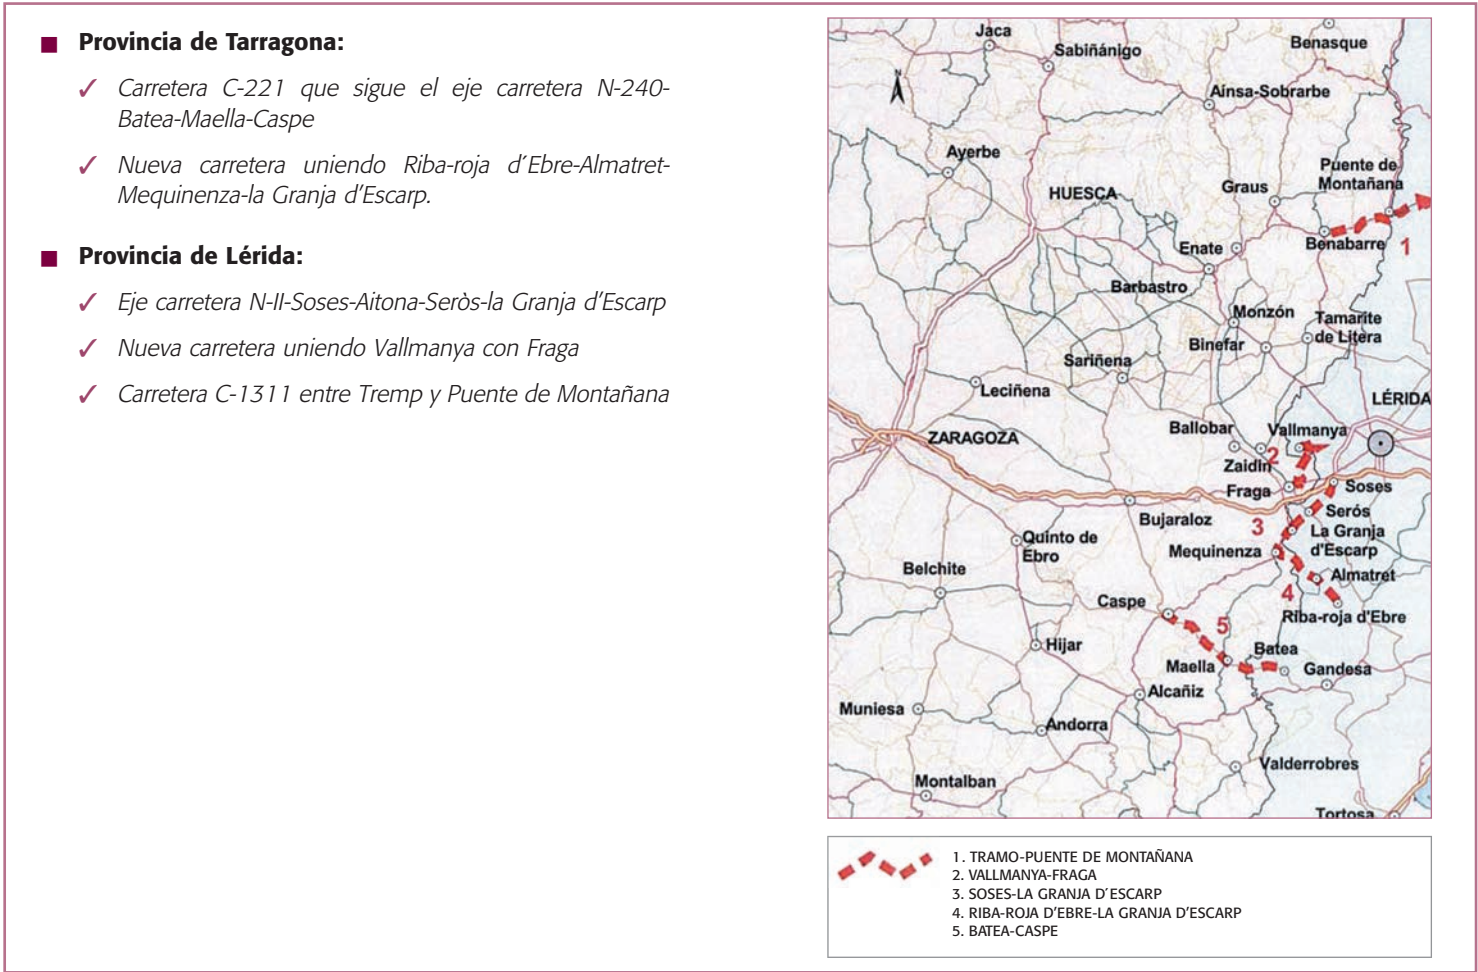 Provincia de Tarragona:
✓ Carretera C-221 que sigue el eje carretera N-240-
Batea-Maella-Caspe
✓ Nueva carretera uniendo Riba-roja d´Ebre-Almatret-
Mequinenza-la Granja d’Escarp.
Provincia de Lérida:
✓ Eje carretera N-II-Soses-Aitona-Seròs-la Granja d’Escarp
✓ Nueva carretera uniendo Vallmanya con Fraga
✓ Carretera C-1311 entre Tremp y Puente de Montañana
Jaca
Sabiñánigo
Benasque
N
Aínsa-Sobrarbe
Ayerbe
Puente de
Montañana
Graus
HUESCA
Benabarre
1
Enate
Barbastro
Monzón
Tamarite
de Litera
Binefar
Sariñena
Leciñena
LÉRIDA
Ballobar
Vallmanya
ZARAGOZA
2
Zaidín
Fraga
Soses
Serós
Bujaraloz
3
La Granja
d'Escarp
Quinto de
Ebro
Mequinenza
Belchite
Almatret
4
Caspe
Riba-roja d'Ebre
5
Hijar
Batea
Maella
Gandesa
Alcañiz
Muniesa
Andorra
Valderrobres
Montalban
Tortosa
1. TRAMO-PUENTE DE MONTAÑANA
2. VALLMANYA-FRAGA
3. SOSES-LA GRANJA D´ESCARP
4. RIBA-ROJA D’EBRE-LA GRANJA D’ESCARP
5. BATEA-CASPE